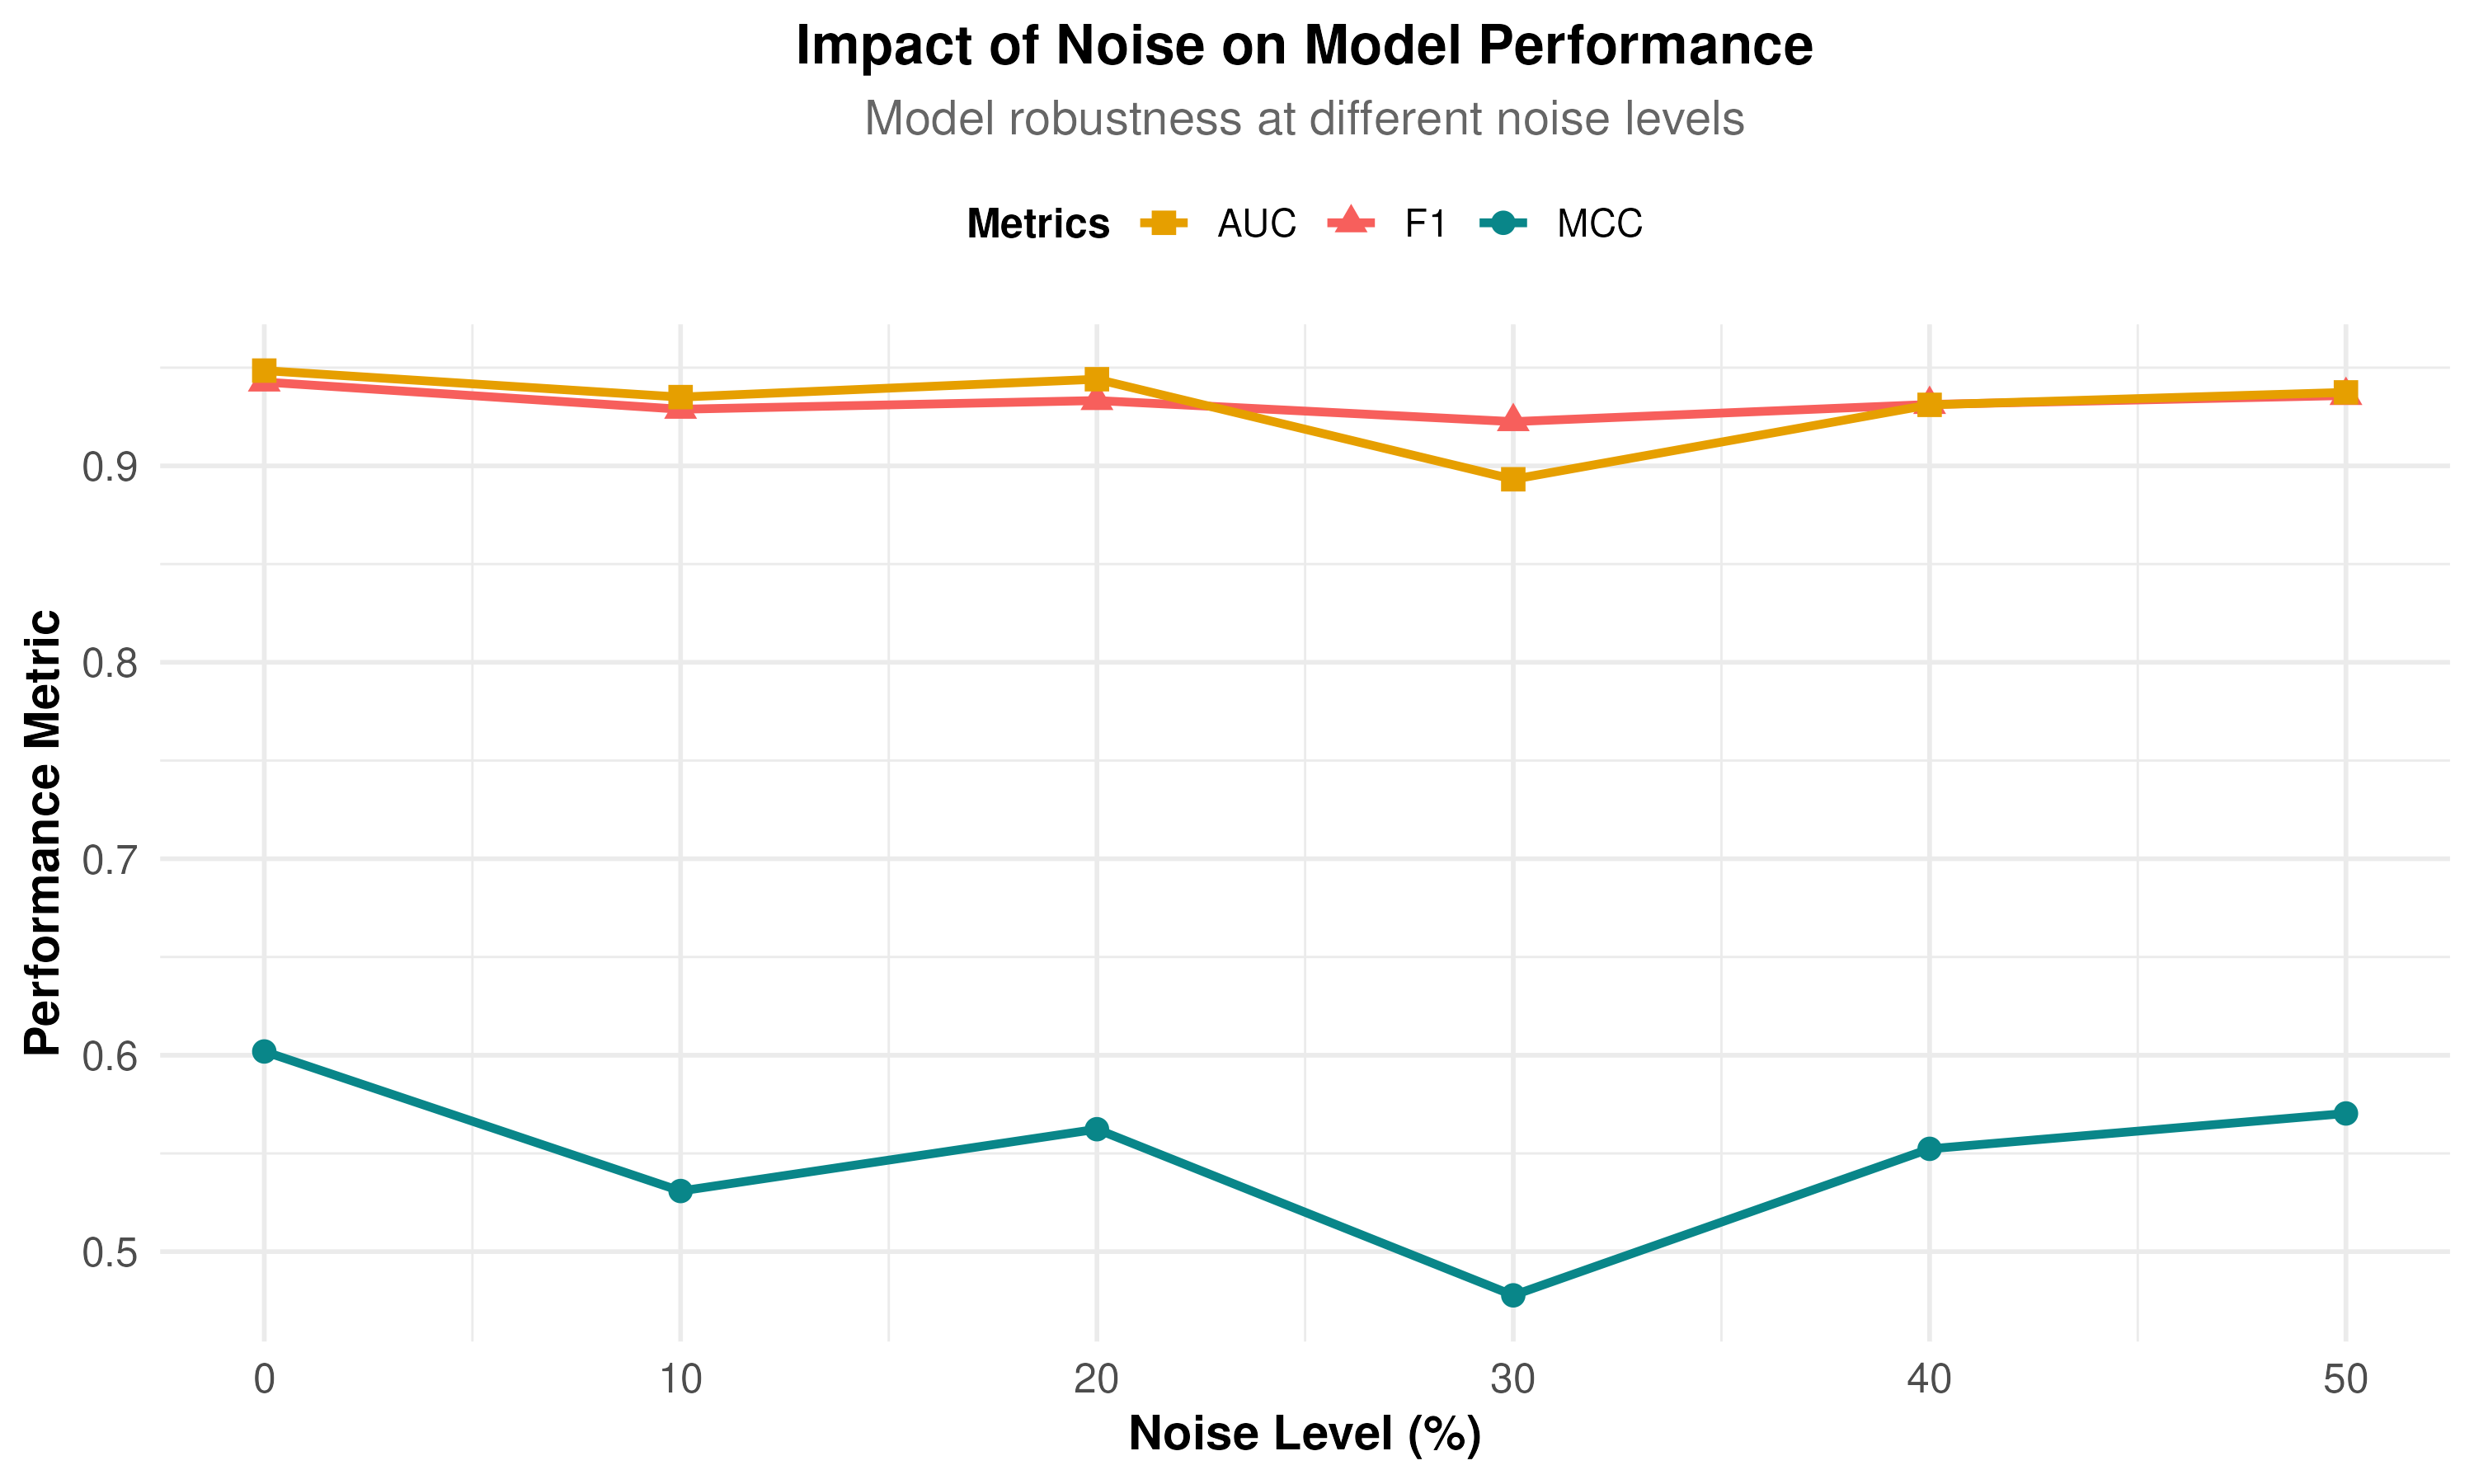 Impact of Noise on Model Performance
Model robustness at different noise levels
Metrics AUC F1 MCC
Performance Metric
0.9
0.8
0.7
0.6
0.5
0 10 20 30 40 50
Noise Level (%)